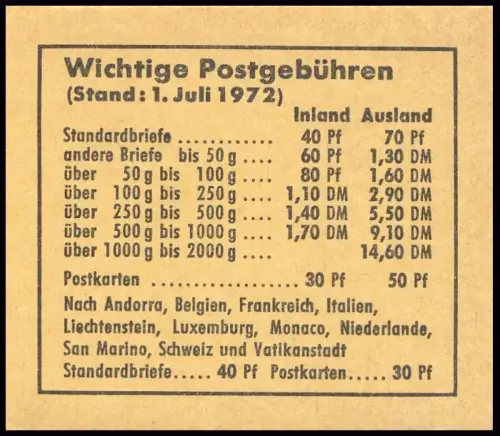 Wichtige Postgebühren
(Stand: 1. Juli 1972)
Inland Ausland
Standardbriefe ............ 40 Pf 70 Pf
andere Briefe bis 50 g .... 60 Pf 1,30 DM
über 50 g bis 100 g .... 80 Pf 1,60 DM
über 100 g bis 250 g .... 1,10 DM 2,90 DM
über 250 g bis 500 g .... 1,40 DM 5,50 DM
über 500 g bis 1000 g .... 1,70 DM 9,10 DM
über 1000 g bis 2000 g .... 14,60 DM
Postkarten ............... 30 Pf 50 Pf
Nach Andorra, Belgien, Frankreich, Italien,
Liechtenstein, Luxemburg, Monaco, Niederlande,
San Marino, Schweiz und Vatikanstadt
Standardbriefe..... 40 Pf Postkarten..... 30 Pf